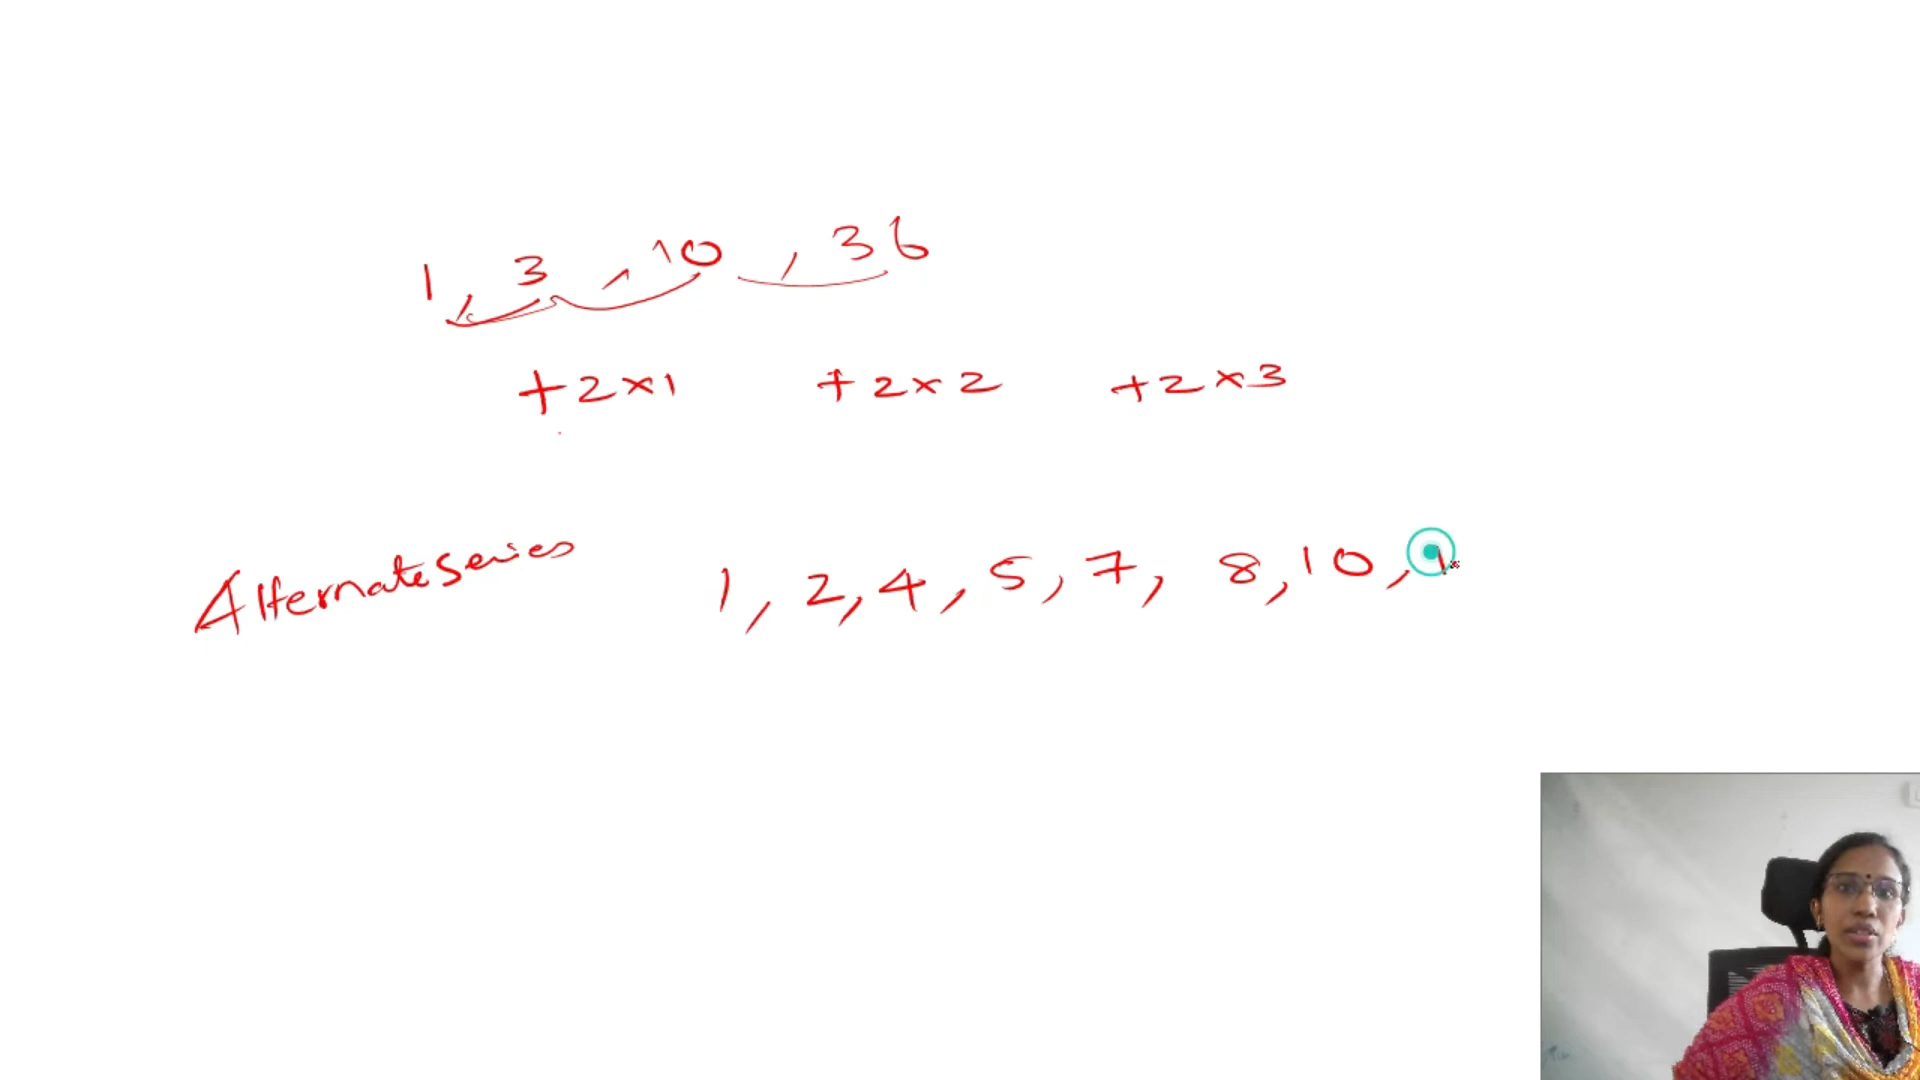 1, 3, 10, 36
+2×1 +2×2 +2×3
Alternate series 1, 2, 4, 5, 7, 8, 10, 1